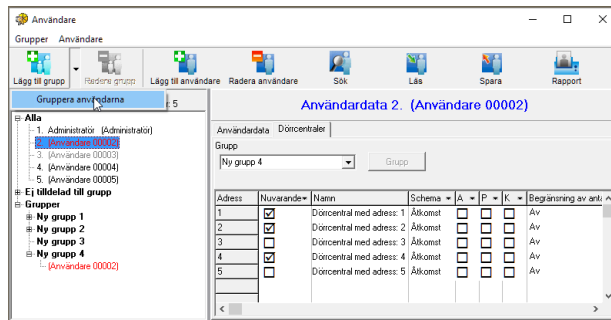 Användare
Grupper Användare
Lägg till grupp Radera grupp Lägg till användare Radera användare Sök Läs Spara Rapport
Gruppera användarna
r: 5
Användardata 2. (Användare 00002)
Alla
1. Administratör (Administratör)
2. (Användare 00002)
3. (Användare 00003)
4. (Användare 00004)
5. (Användare 00005)
Ej tilldelad till grupp
Grupper
Ny grupp 1
Ny grupp 2
Ny grupp 3
Ny grupp 4
(Användare 00002)
Användardata Dörrcentraler
Grupp
Ny grupp 4 Grupp
Adress Nuvarande Namn Schema A P K Begränsning av anta
1 Dörrcentral med adress: 1 Åtkomst Av
2 Dörrcentral med adress: 2 Åtkomst Av
3 Dörrcentral med adress: 3 Åtkomst Av
4 Dörrcentral med adress: 4 Åtkomst Av
5 Dörrcentral med adress: 5 Åtkomst Av